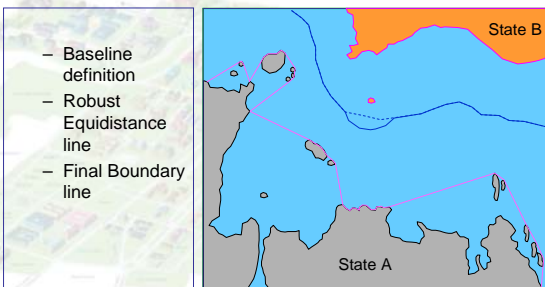 – Baseline
definition
– Robust
Equidistance
line
– Final Boundary
line
State B
State A